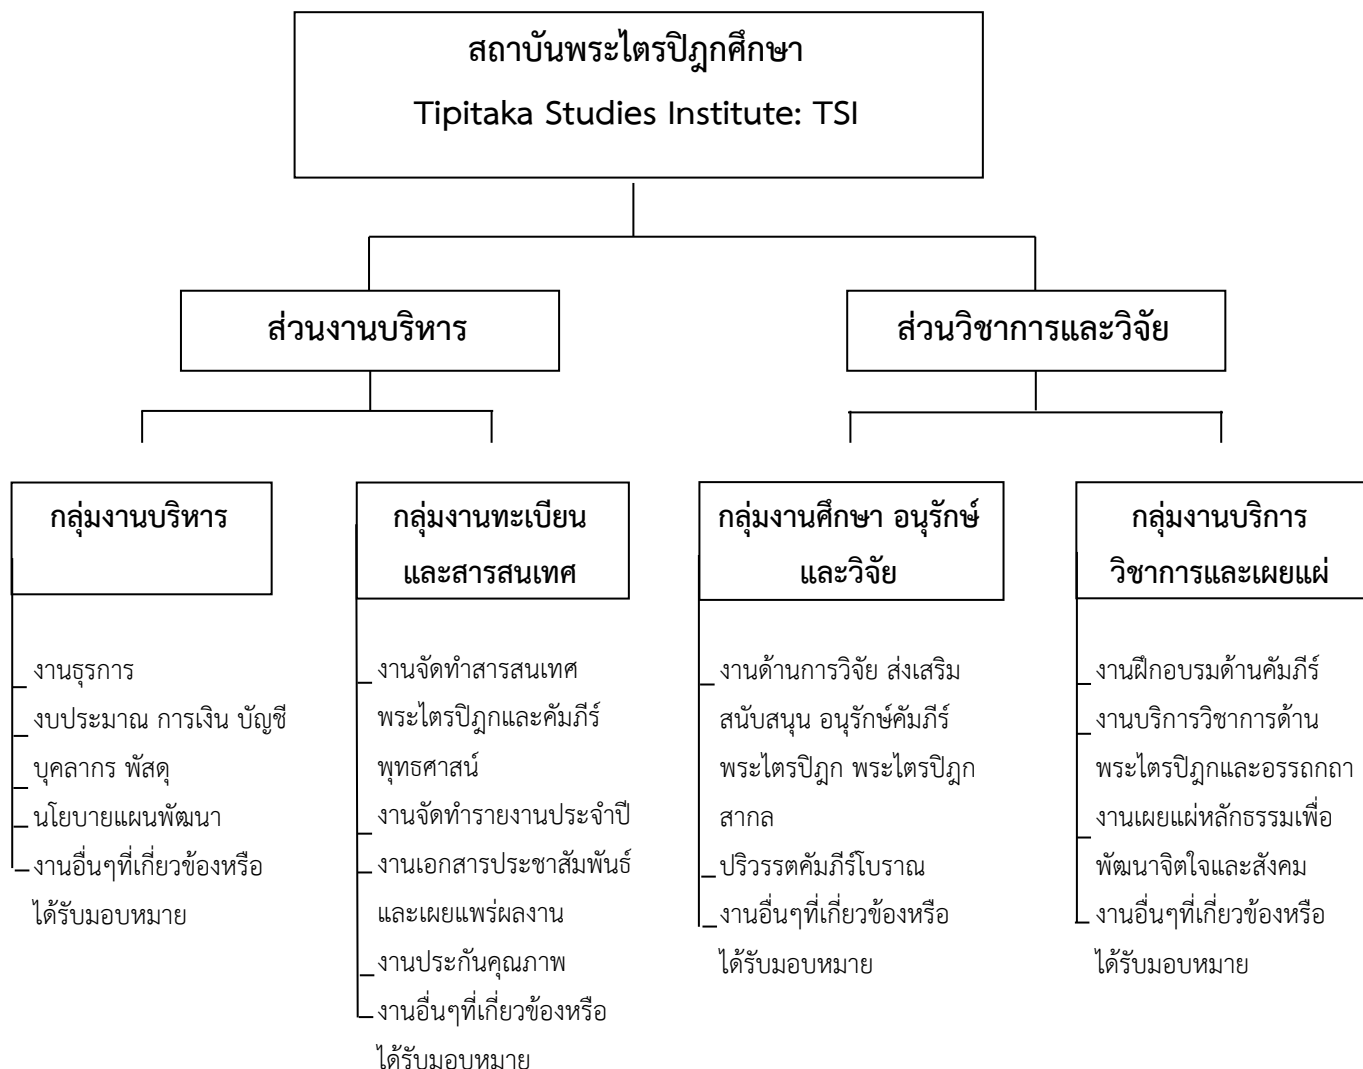 สถาบันพระไตรปิฎกศึกษา
Tipitaka Studies Institute: TSI
ส่วนงานบริหาร
ส่วนวิชาการและวิจัย
กลุ่มงานบริหาร
กลุ่มงานทะเบียน
และสารสนเทศ
กลุ่มงานศึกษา อนุรักษ์
และวิจัย
กลุ่มงานบริการ
วิชาการและเผยแผ่
งานธุรการ
งบประมาณ การเงิน บัญชี
บุคลากร พัสดุ
นโยบายแผนพัฒนา
งานอื่นๆที่เกี่ยวข้องหรือ
ได้รับมอบหมาย
งานจัดทำสารสนเทศ
พระไตรปิฎกและคัมภีร์
พุทธศาสน์
งานจัดทำรายงานประจำปี
งานเอกสารประชาสัมพันธ์
และเผยแพร่ผลงาน
งานประกันคุณภาพ
งานอื่นๆที่เกี่ยวข้องหรือ
ได้รับมอบหมาย
งานด้านการวิจัย ส่งเสริม
สนับสนุน อนุรักษ์คัมภีร์
พระไตรปิฎก พระไตรปิฎก
สากล
ปริวรรตคัมภีร์โบราณ
งานอื่นๆที่เกี่ยวข้องหรือ
ได้รับมอบหมาย
งานฝึกอบรมด้านคัมภีร์
งานบริการวิชาการด้าน
พระไตรปิฎกและอรรถกถา
งานเผยแผ่หลักธรรมเพื่อ
พัฒนาจิตใจและสังคม
งานอื่นๆที่เกี่ยวข้องหรือ
ได้รับมอบหมาย